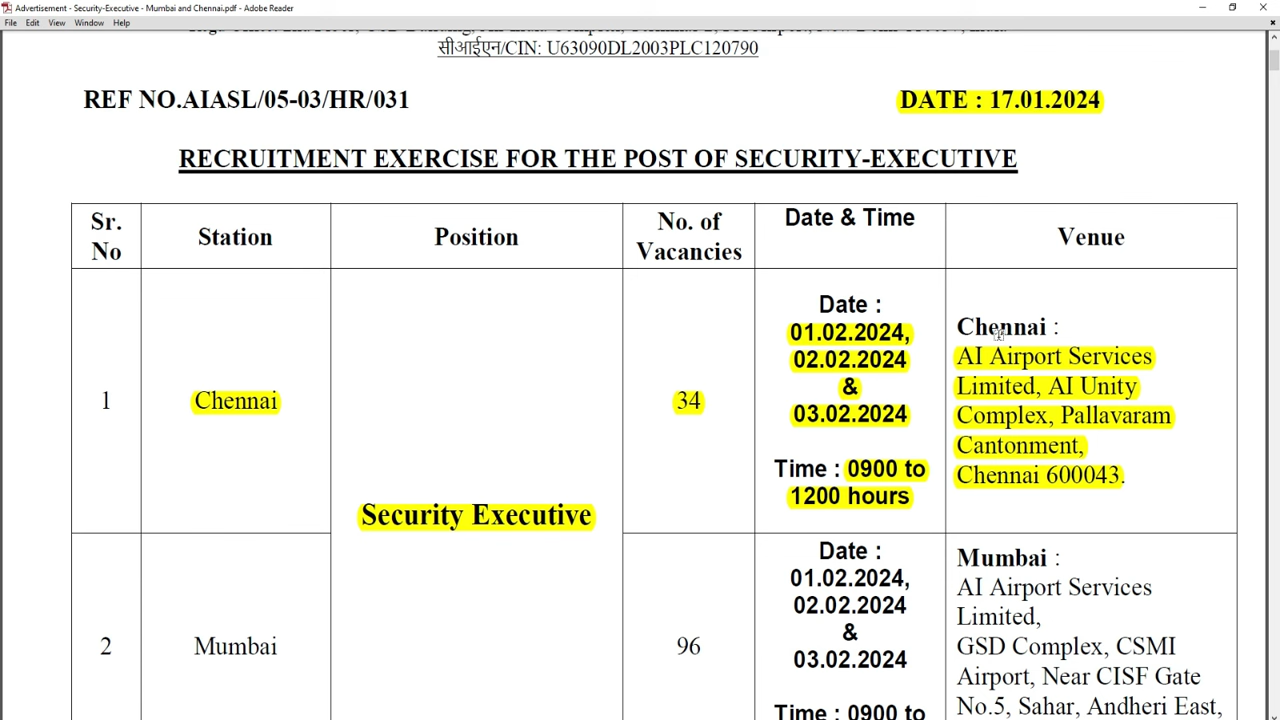 Advertisement - Security-Executive - Mumbai and Chennai.pdf - Adobe Reader
File Edit View Window Help
सीआईएन/CIN: U63090DL2003PLC120790
REF NO.AIASL/05-03/HR/031 DATE : 17.01.2024
RECRUITMENT EXERCISE FOR THE POST OF SECURITY-EXECUTIVE
Sr. No Station Position No. of Vacancies Date & Time Venue
1
Chennai
Security Executive
34
Date :
01.02.2024,
02.02.2024
&
03.02.2024
Time : 0900 to
1200 hours
Chennai :
AI Airport Services
Limited, AI Unity
Complex, Pallavaram
Cantonment,
Chennai 600043.
2
Mumbai
96
Date :
01.02.2024,
02.02.2024
&
03.02.2024
Time : 0900 to
Mumbai :
AI Airport Services
Limited,
GSD Complex, CSMI
Airport, Near CISF Gate
No.5, Sahar, Andheri East,